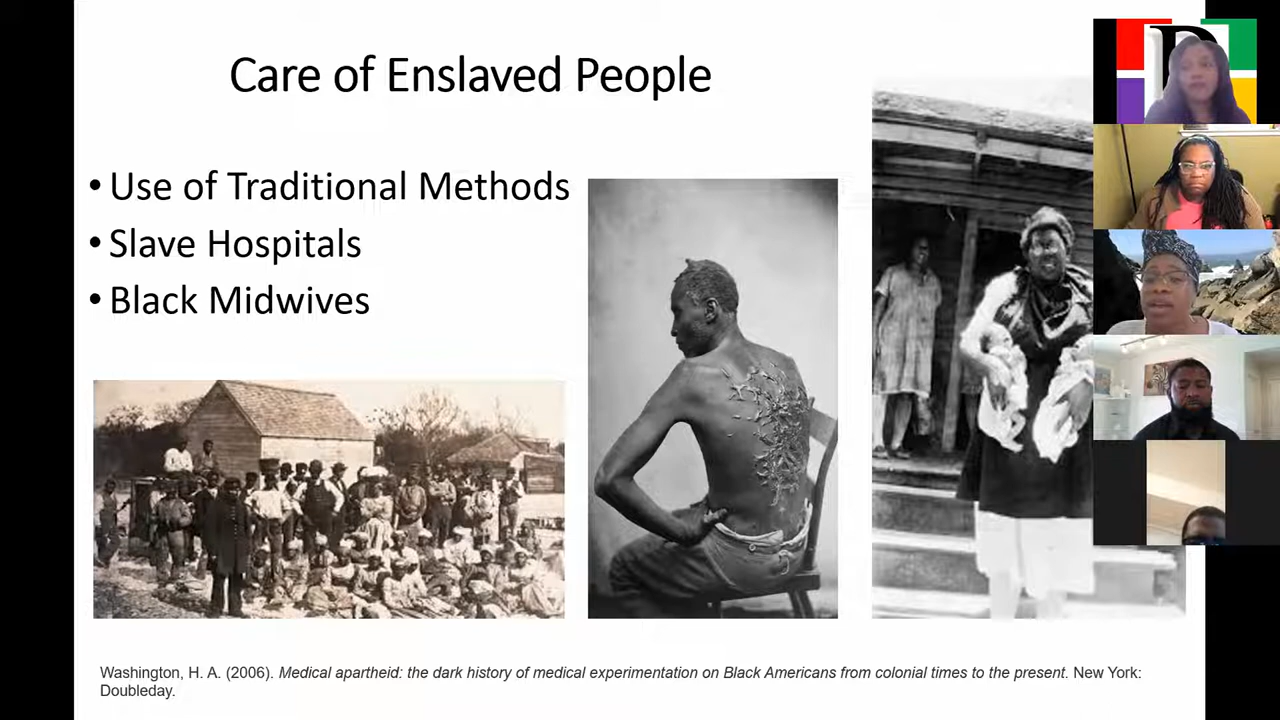 Care of Enslaved People
• Use of Traditional Methods
• Slave Hospitals
• Black Midwives
Washington, H. A. (2006). Medical apartheid: the dark history of medical experimentation on Black Americans from colonial times to the present. New York:
Doubleday.